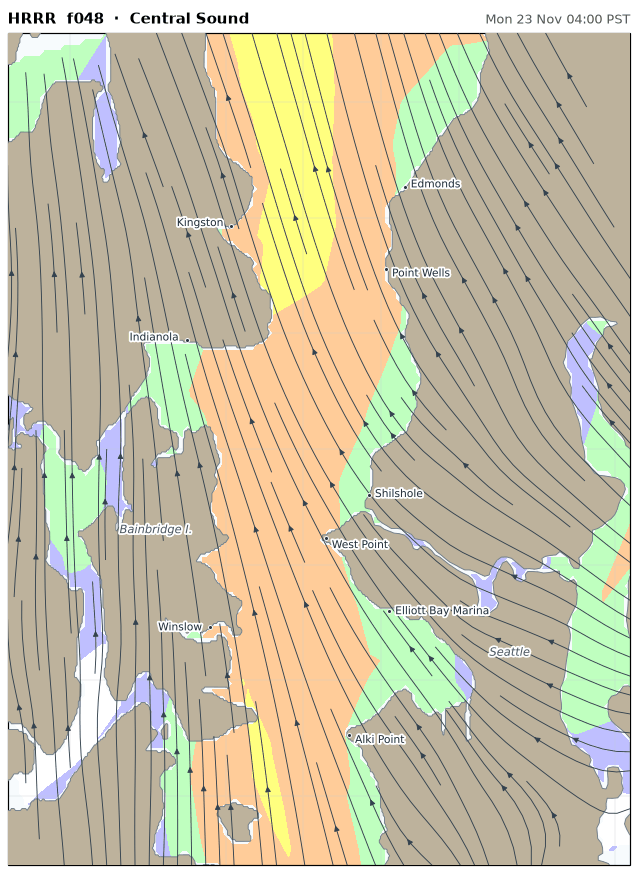 HRRR f048 · Central Sound
Mon 23 Nov 04:00 PST
Edmonds
Kingston
Point Wells
Indianola
Shilshole
Bainbridge I.
West Point
Elliott Bay Marina
Winslow
Seattle
Alki Point